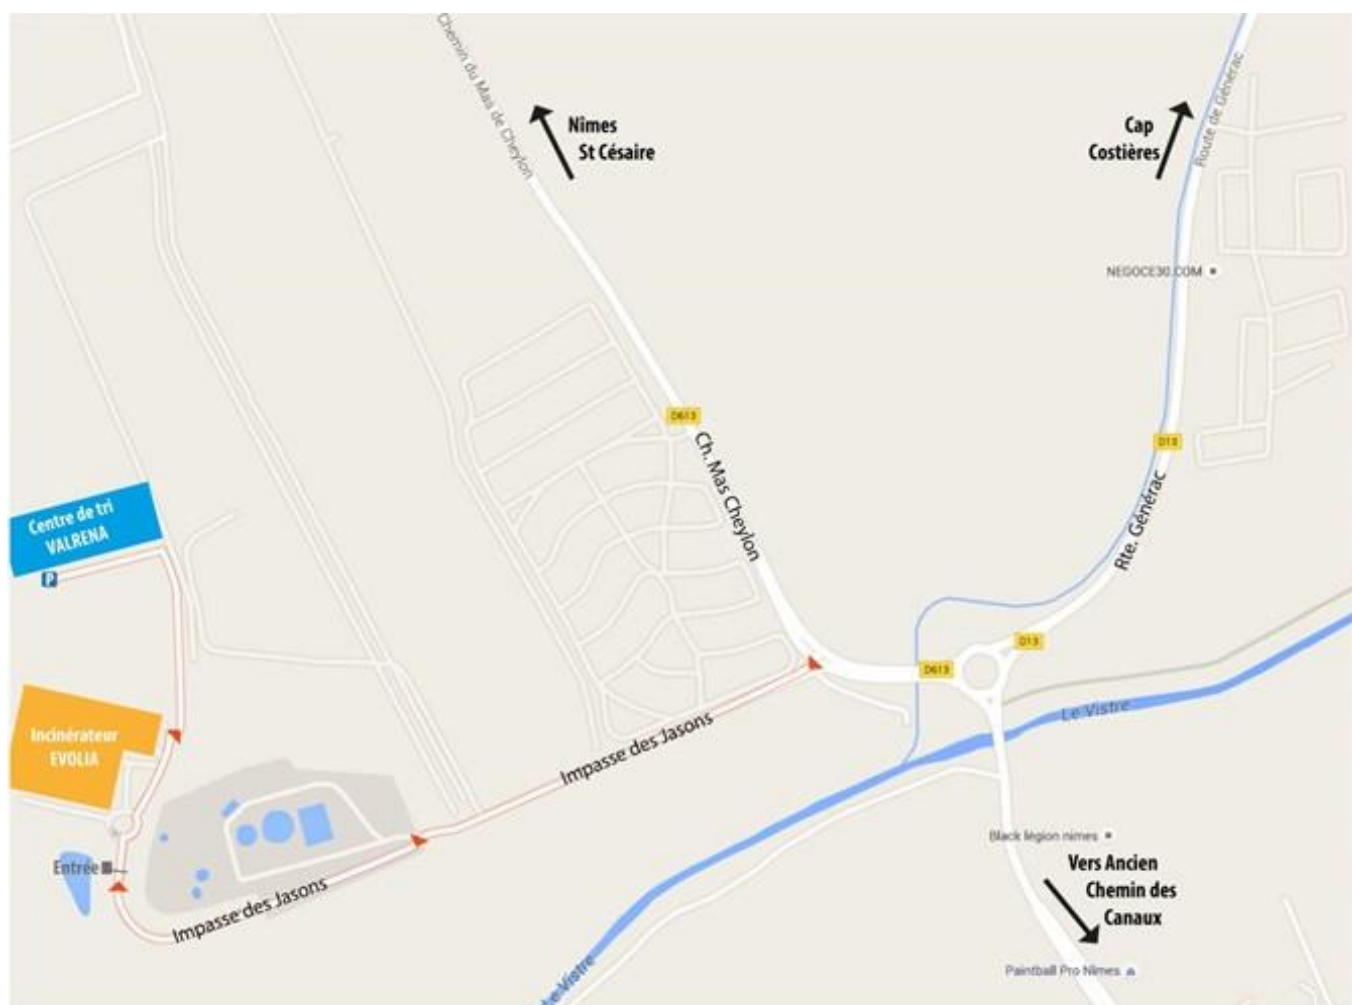 Chemin du Mas de Cheylon
Nîmes
St Césaire
Cap
Costières
Route de Générac
NEGOCE30.COM
D613
Ch. Mas Cheylon
D13
Rte. Générac
Centre de tri
VALRENA
P
D13
D613
Le Vistre
Impasse des Jasons
Incinérateur
EVOLIA
Black légion nimes
Entrée
Vers Ancien
Chemin des
Canaux
Impasse des Jasons
Paintball Pro Nîmes
Le Vistre